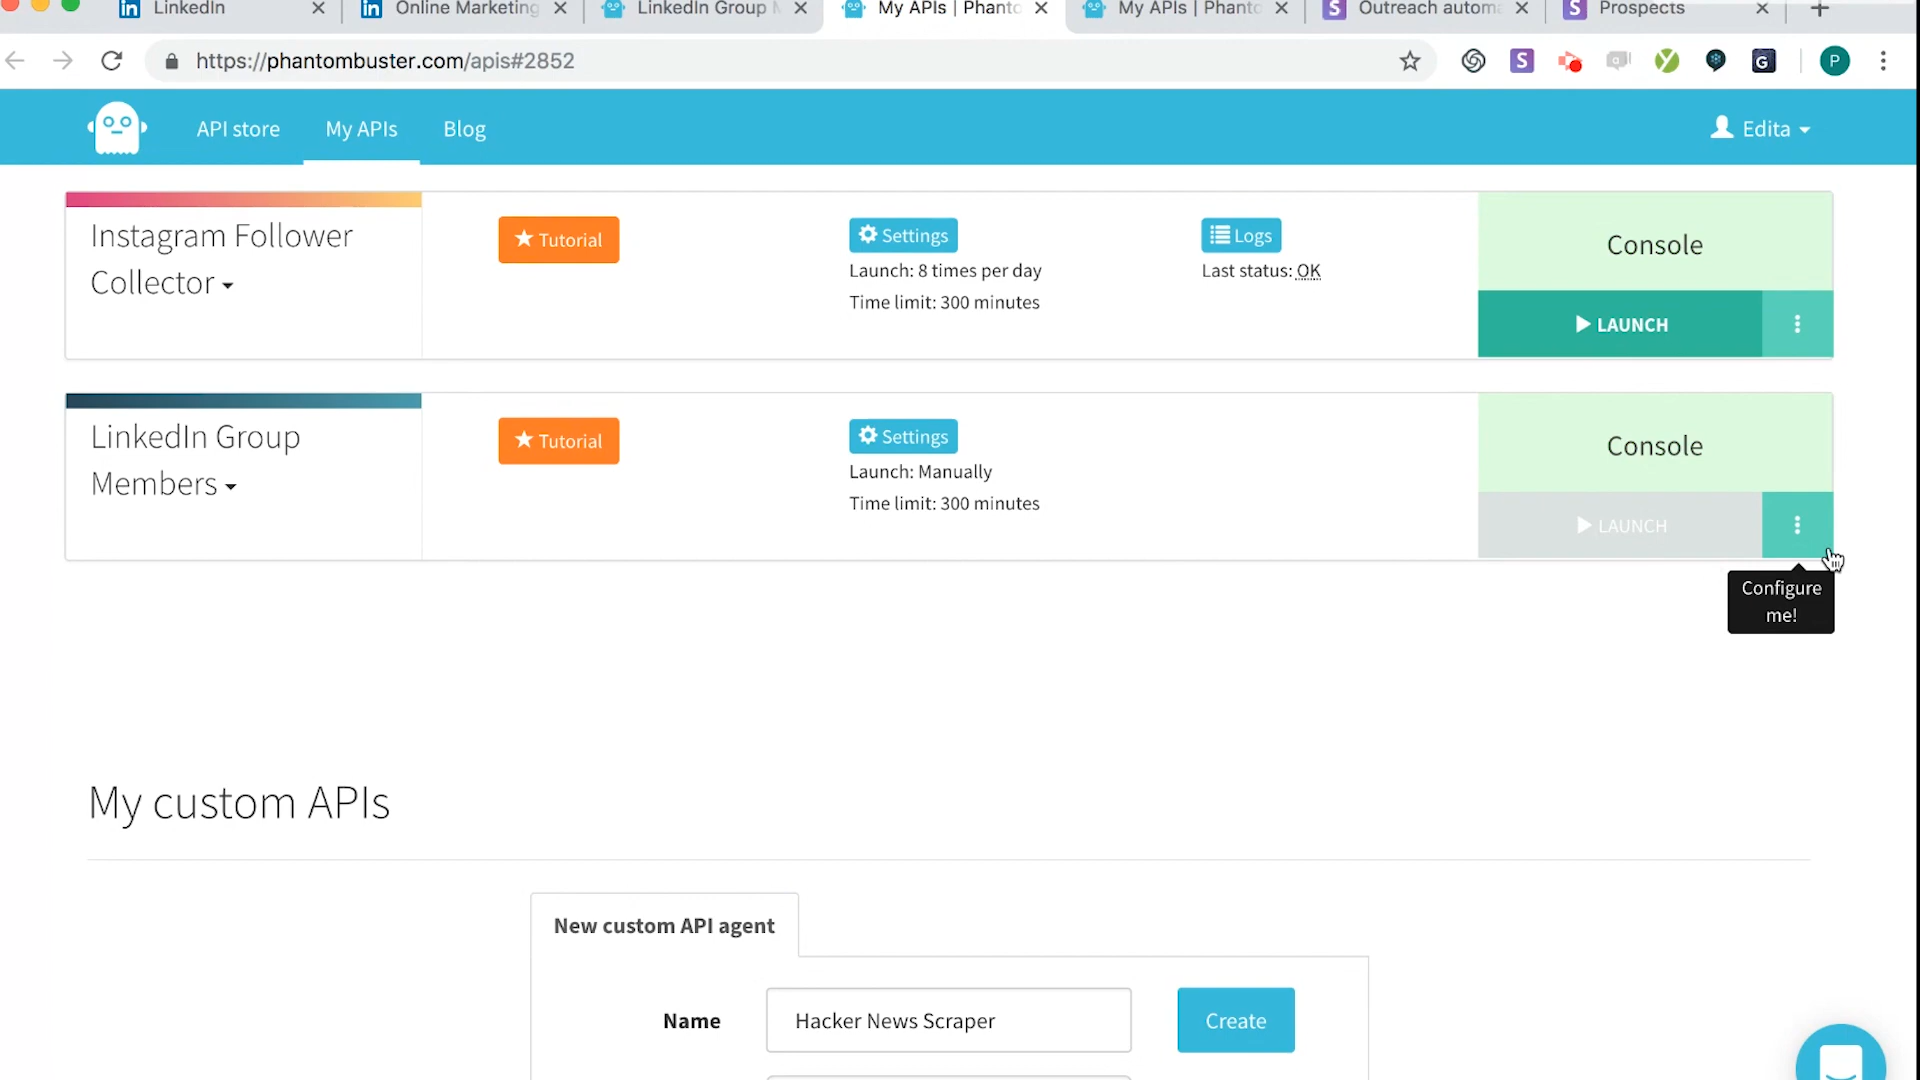 LinkedIn
Online Marketing
LinkedIn Group M
My APIs | Phanto
My APIs | Phanto
Outreach autom
Prospects
https://phantombuster.com/apis#2852
P
API store
My APIs
Blog
Edita
Instagram Follower
Collector
Tutorial
Settings
Launch: 8 times per day
Time limit: 300 minutes
Logs
Last status: OK
Console
LAUNCH
LinkedIn Group
Members
Tutorial
Settings
Launch: Manually
Time limit: 300 minutes
Console
LAUNCH
Configure
me!
My custom APIs
New custom API agent
Name
Hacker News Scraper
Create